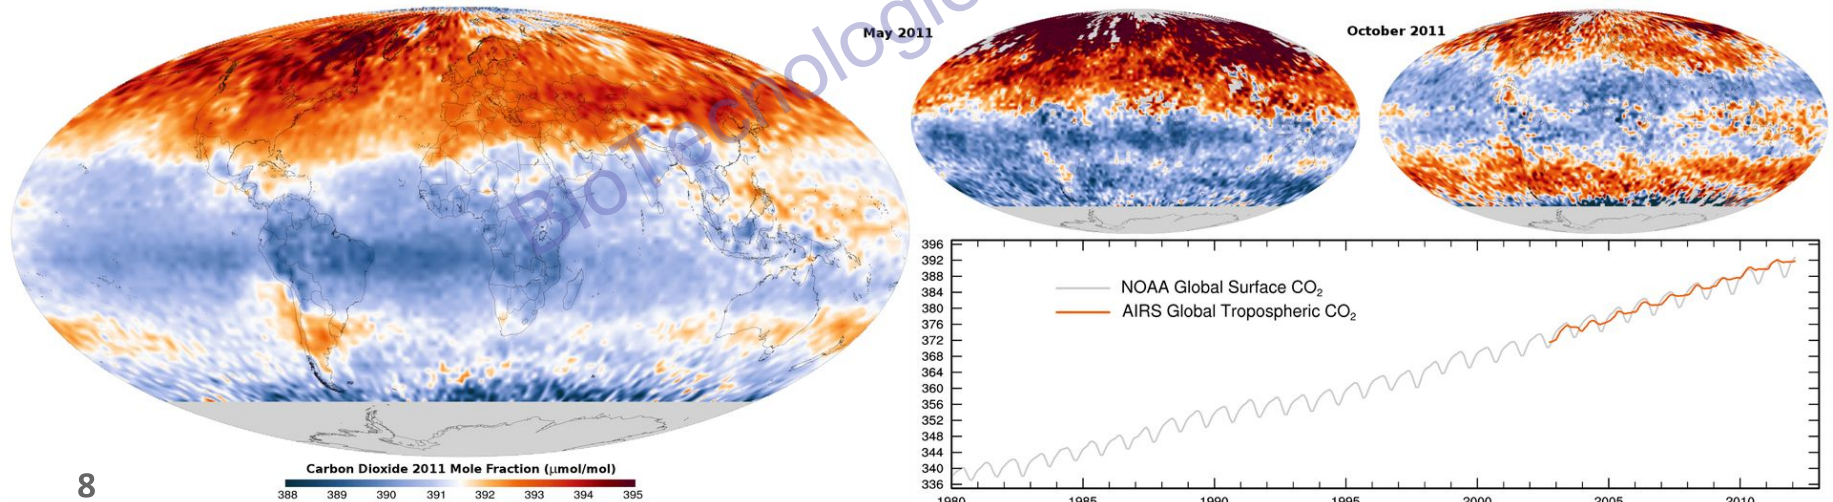 May 2011
October 2011
BioTecnologic
NOAA Global Surface CO₂
AIRS Global Tropospheric CO₂
396
392
388
384
380
376
372
368
364
360
356
352
348
344
340
336
1980 1985 1990 1995 2000 2005 2010
Carbon Dioxide 2011 Mole Fraction (µmol/mol)
388 389 390 391 392 393 394 395
8